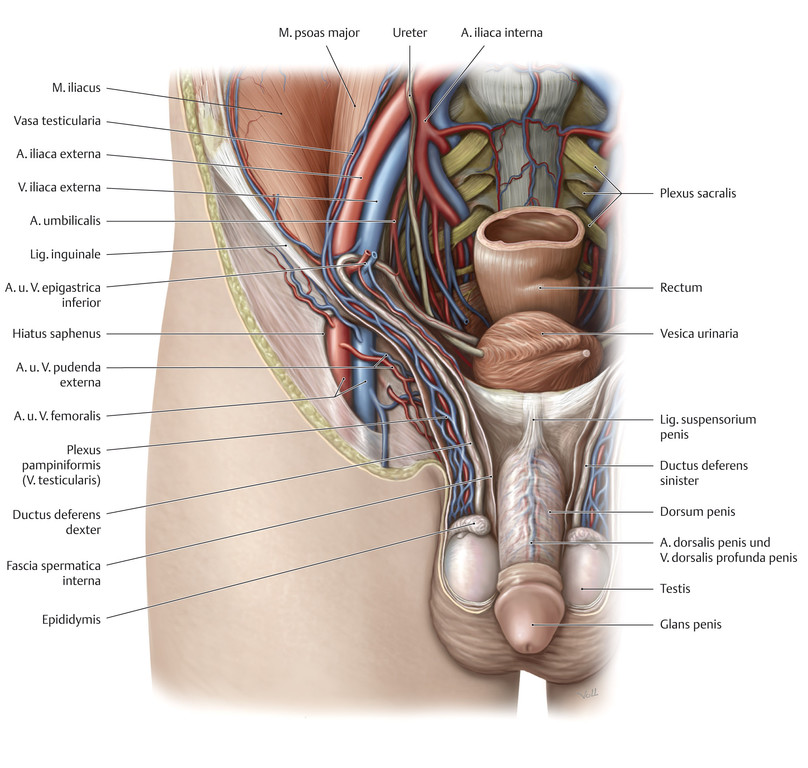 M. psoas major
Ureter
A. iliaca interna
M. iliacus
Vasa testicularia
A. iliaca externa
V. iliaca externa
A. umbilicalis
Lig. inguinale
A. u. V. epigastrica
inferior
Hiatus saphenus
A. u. V. pudenda
externa
A. u. V. femoralis
Plexus
pampiniformis
(V. testicularis)
Ductus deferens
dexter
Fascia spermatica
interna
Epididymis
Plexus sacralis
Rectum
Vesica urinaria
Lig. suspensorium
penis
Ductus deferens
sinister
Dorsum penis
A. dorsalis penis und
V. dorsalis profunda penis
Testis
Glans penis